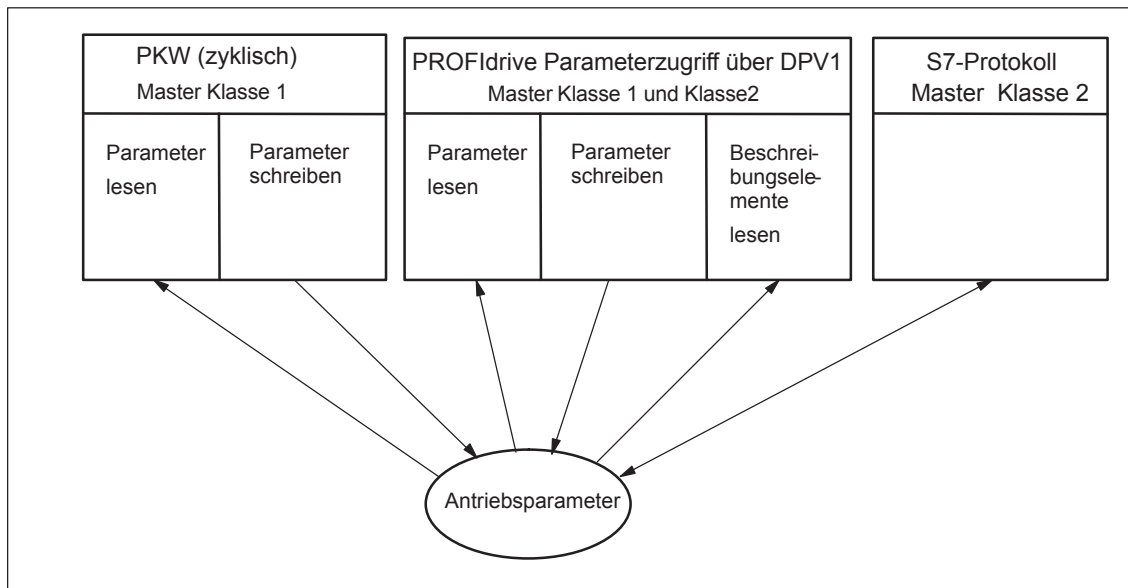 PKW (zyklisch)
Master Klasse 1
Parameter
lesen
Parameter
schreiben
PROFIdrive Parameterzugriff über DPV1
Master Klasse 1 und Klasse2
Parameter
lesen
Parameter
schreiben
Beschrei-
bungsele-
mente
lesen
S7-Protokoll
Master Klasse 2
Antriebsparameter